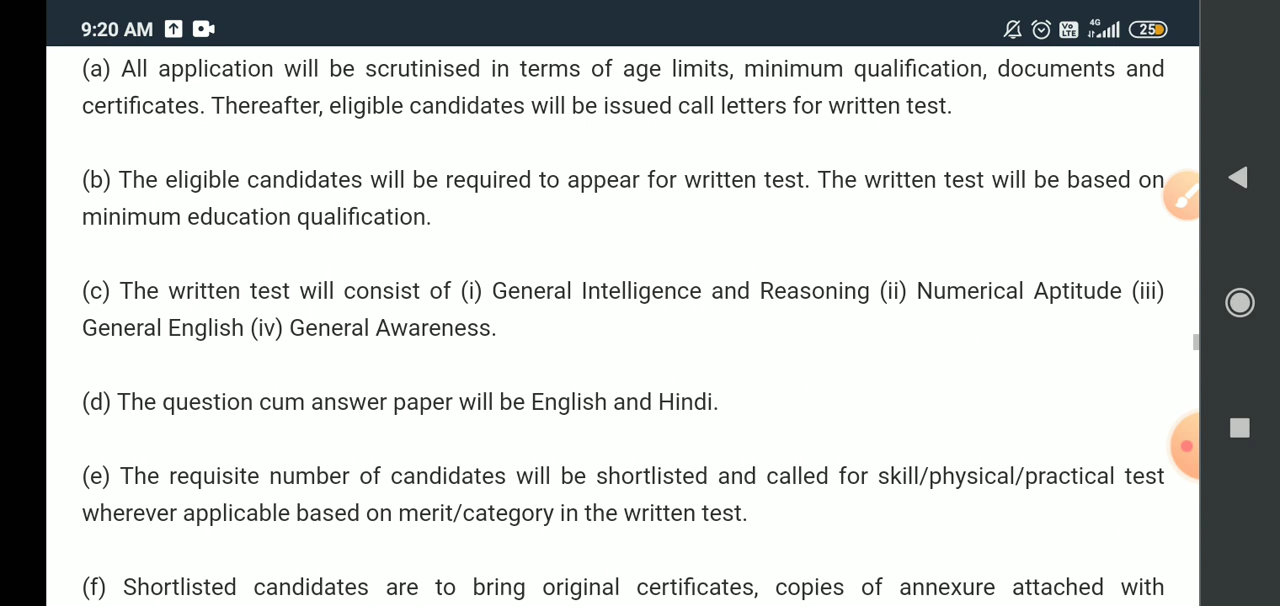 9:20 AM
Vo LTE
4G
25
(a) All application will be scrutinised in terms of age limits, minimum qualification, documents and
certificates. Thereafter, eligible candidates will be issued call letters for written test.
(b) The eligible candidates will be required to appear for written test. The written test will be based on
minimum education qualification.
(c) The written test will consist of (i) General Intelligence and Reasoning (ii) Numerical Aptitude (iii)
General English (iv) General Awareness.
(d) The question cum answer paper will be English and Hindi.
(e) The requisite number of candidates will be shortlisted and called for skill/physical/practical test
wherever applicable based on merit/category in the written test.
(f) Shortlisted candidates are to bring original certificates, copies of annexure attached with